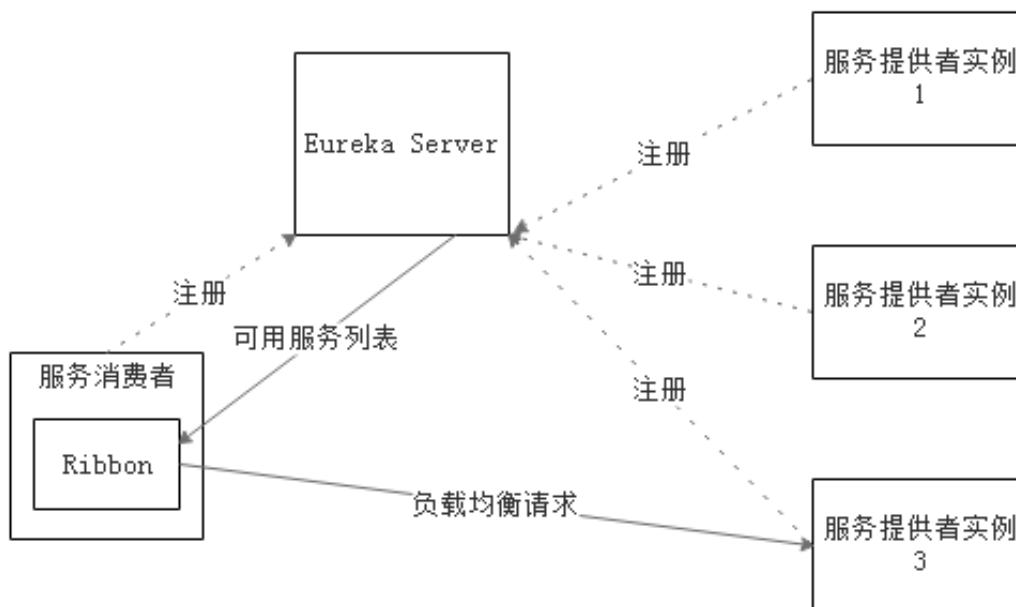 服务提供者实例
1
Eureka Server
注册
注册
服务提供者实例
2
注册
可用服务列表
服务消费者
注册
Ribbon
负载均衡请求
服务提供者实例
3